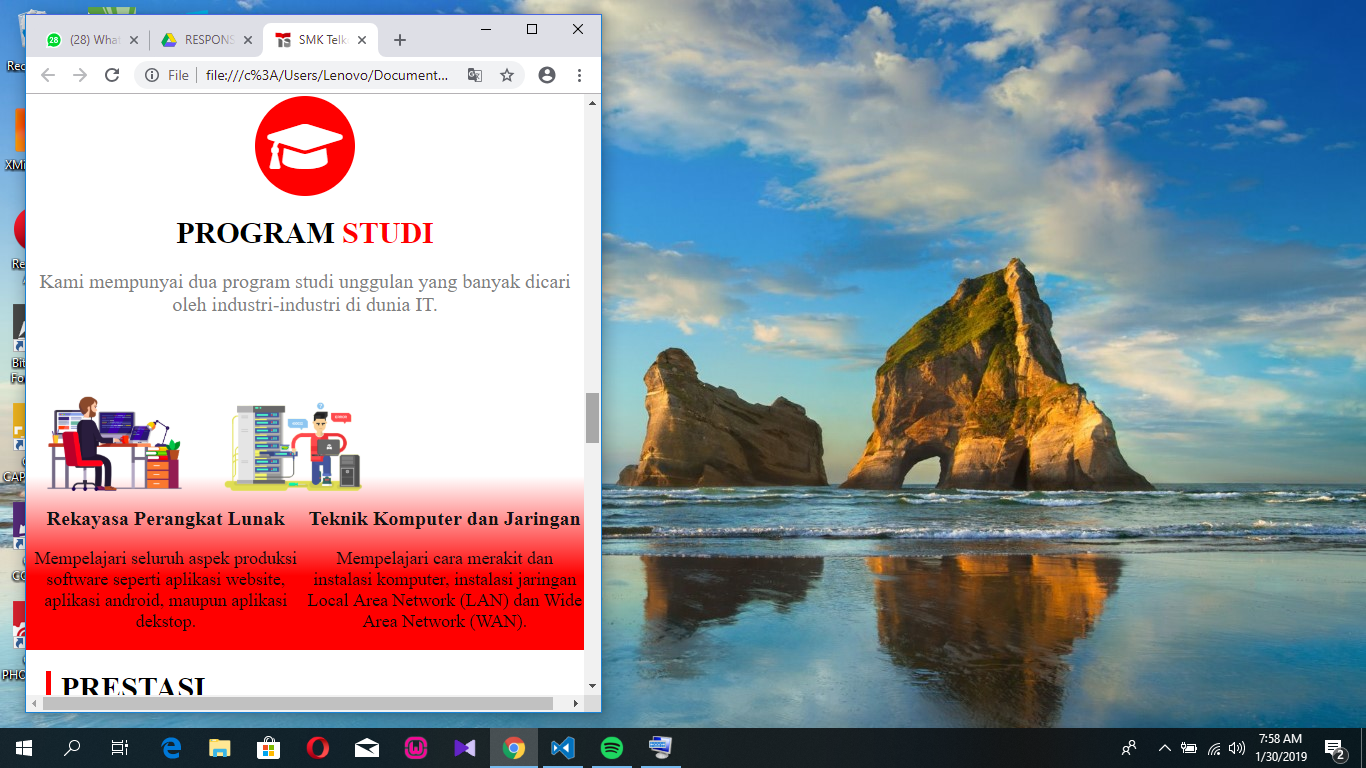 (28) What
RESPONS
SMK Telk
File
file:///c%3A/Users/Lenovo/Document...
PROGRAM STUDI
Kami mempunyai dua program studi unggulan yang banyak dicari
oleh industri-industri di dunia IT.
Rekayasa Perangkat Lunak
Mempelajari seluruh aspek produksi
software seperti aplikasi website,
aplikasi android, maupun aplikasi
dekstop.
Teknik Komputer dan Jaringan
Mempelajari cara merakit dan
instalasi komputer, instalasi jaringan
Local Area Network (LAN) dan Wide
Area Network (WAN).
PRESTASI
7:58 AM
1/30/2019
2